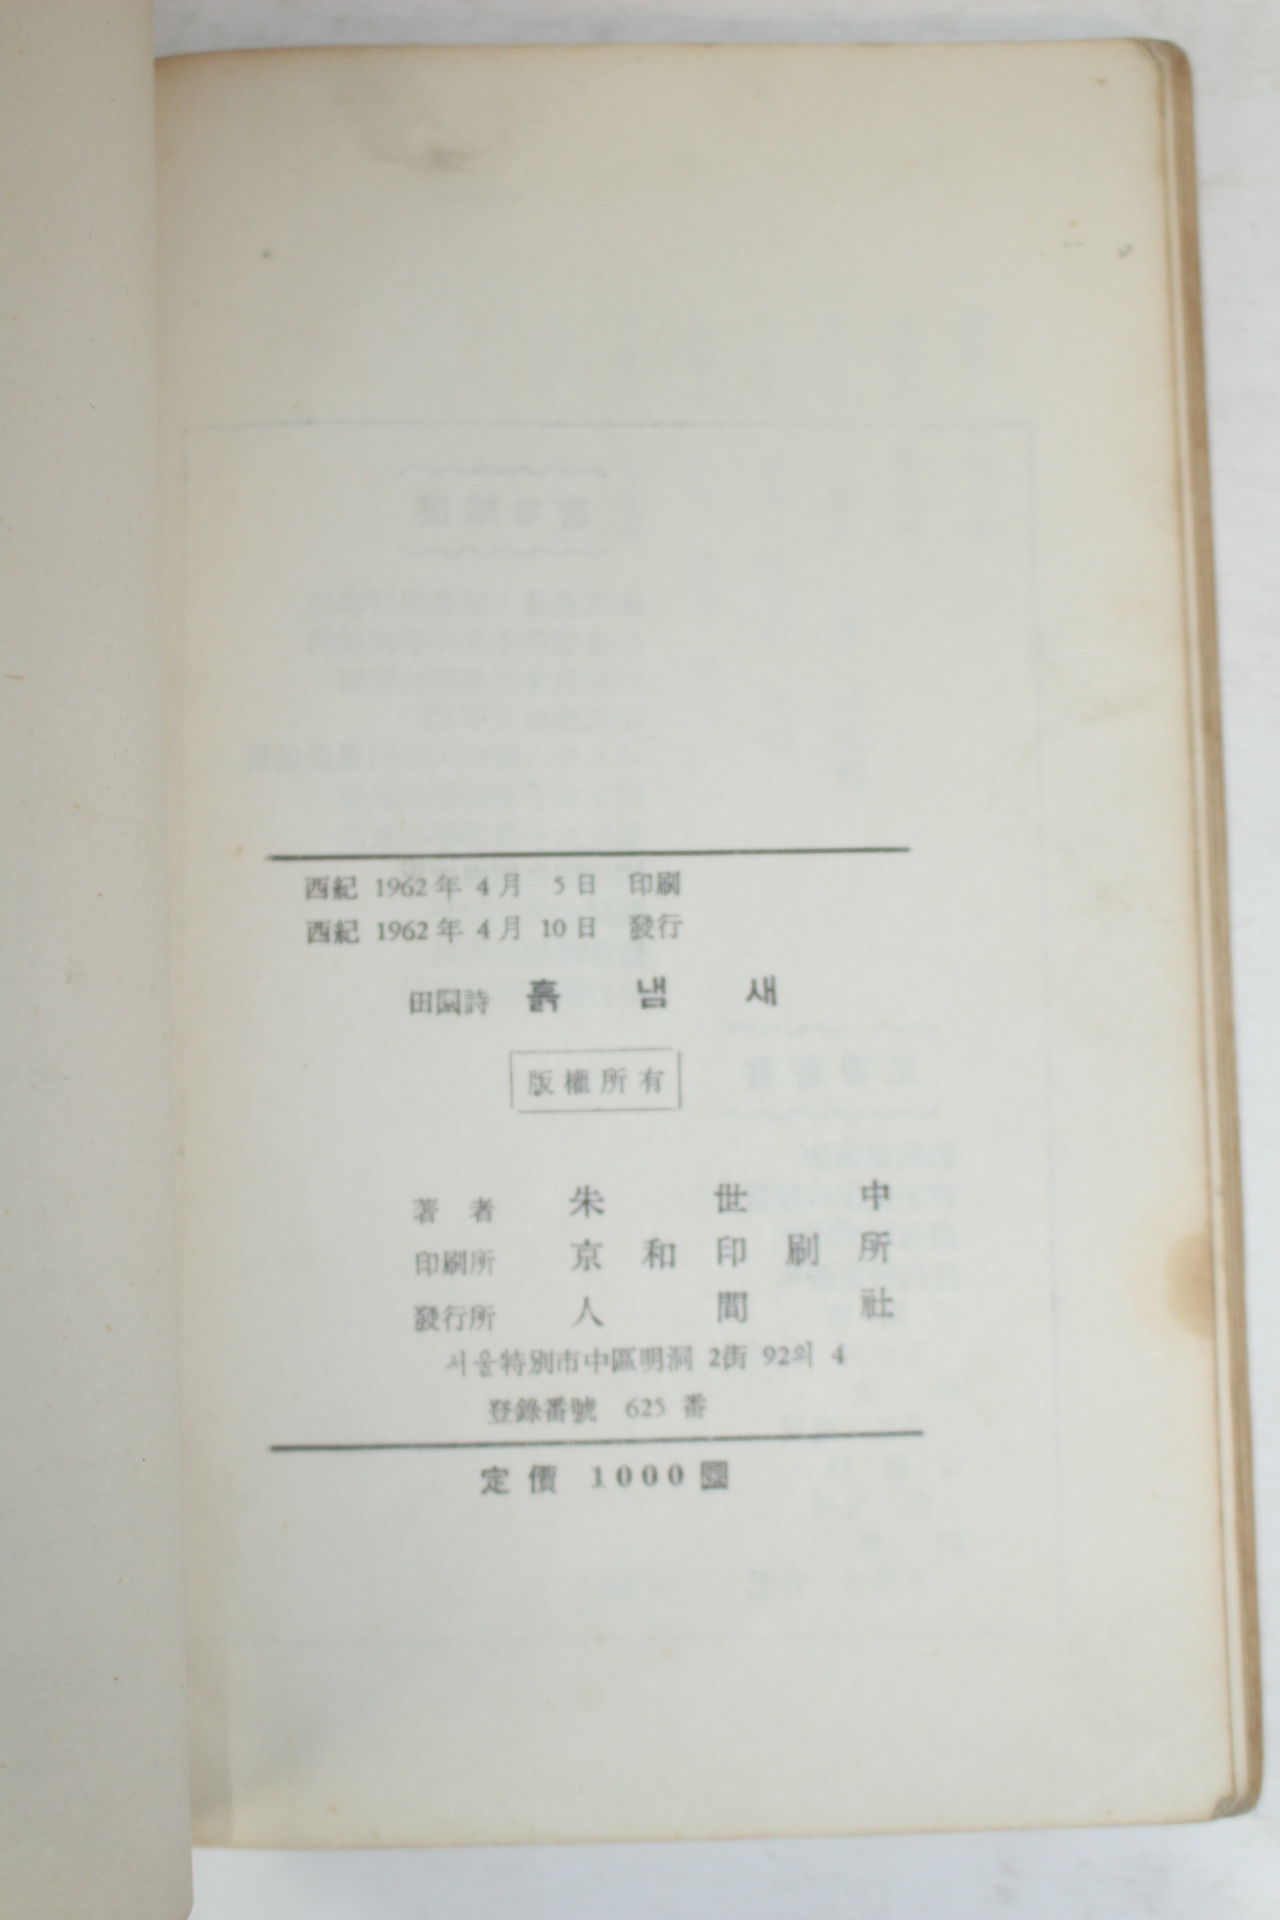 西紀 1962年 4月 5日 印刷
西紀 1962年 4月 10日 發行
田園詩 흙 냄 새
版權所有
著者 朱世中
印刷所 京和印刷所
發行所 人間社
서울特別市中區明洞 2街 92의 4
登錄番號 625 番
定價 1000圜